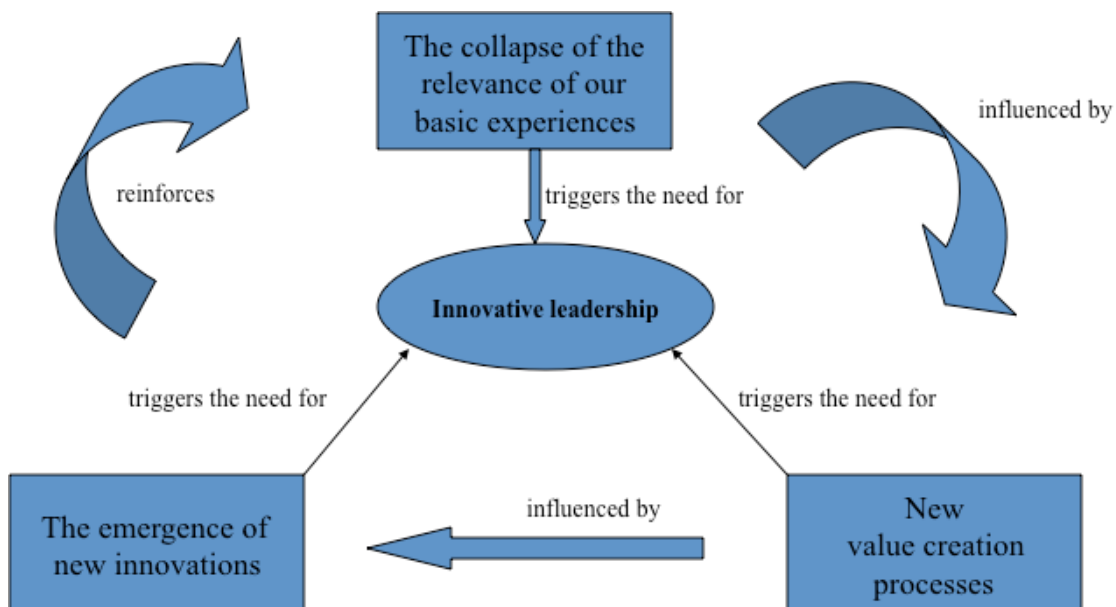 The collapse of the
relevance of our
basic experiences
influenced by
reinforces
triggers the need for
Innovative leadership
triggers the need for
triggers the need for
The emergence of
new innovations
influenced by
New
value creation
processes